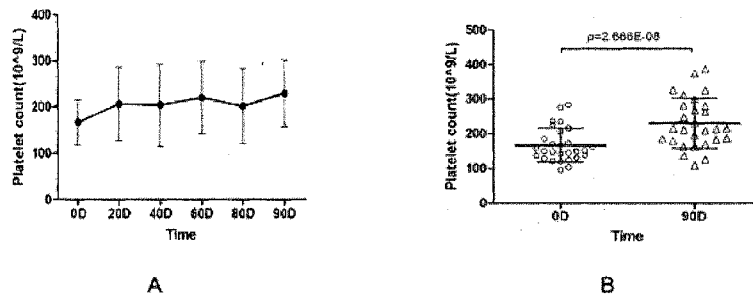 Platelet count(10^9/L)
400
300
200
100
0
0D 20D 40D 60D 80D 90D
Time
A
p=2.666E-08
Platelet count(10^9/L)
500
400
300
200
100
0
0D 90D
Time
B